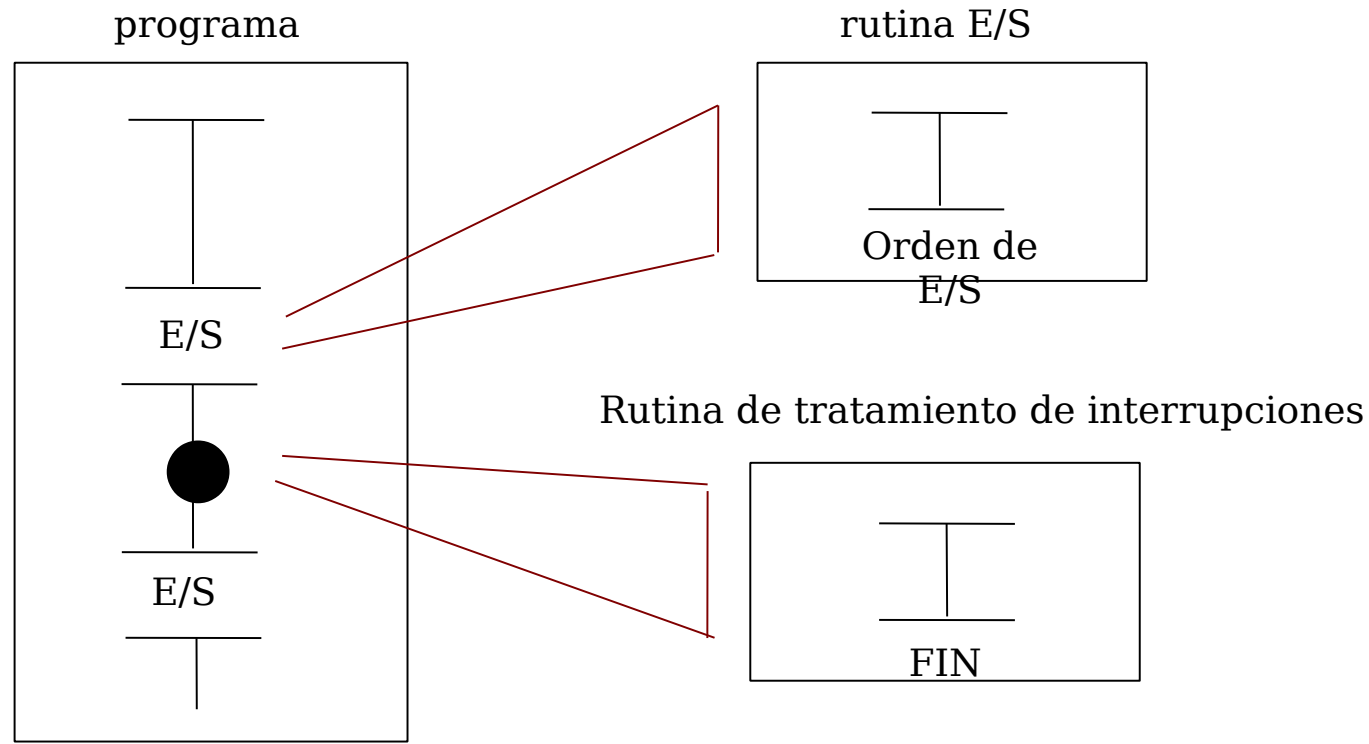 programa
rutina E/S
Orden de
E/S
E/S
Rutina de tratamiento de interrupciones
E/S
FIN